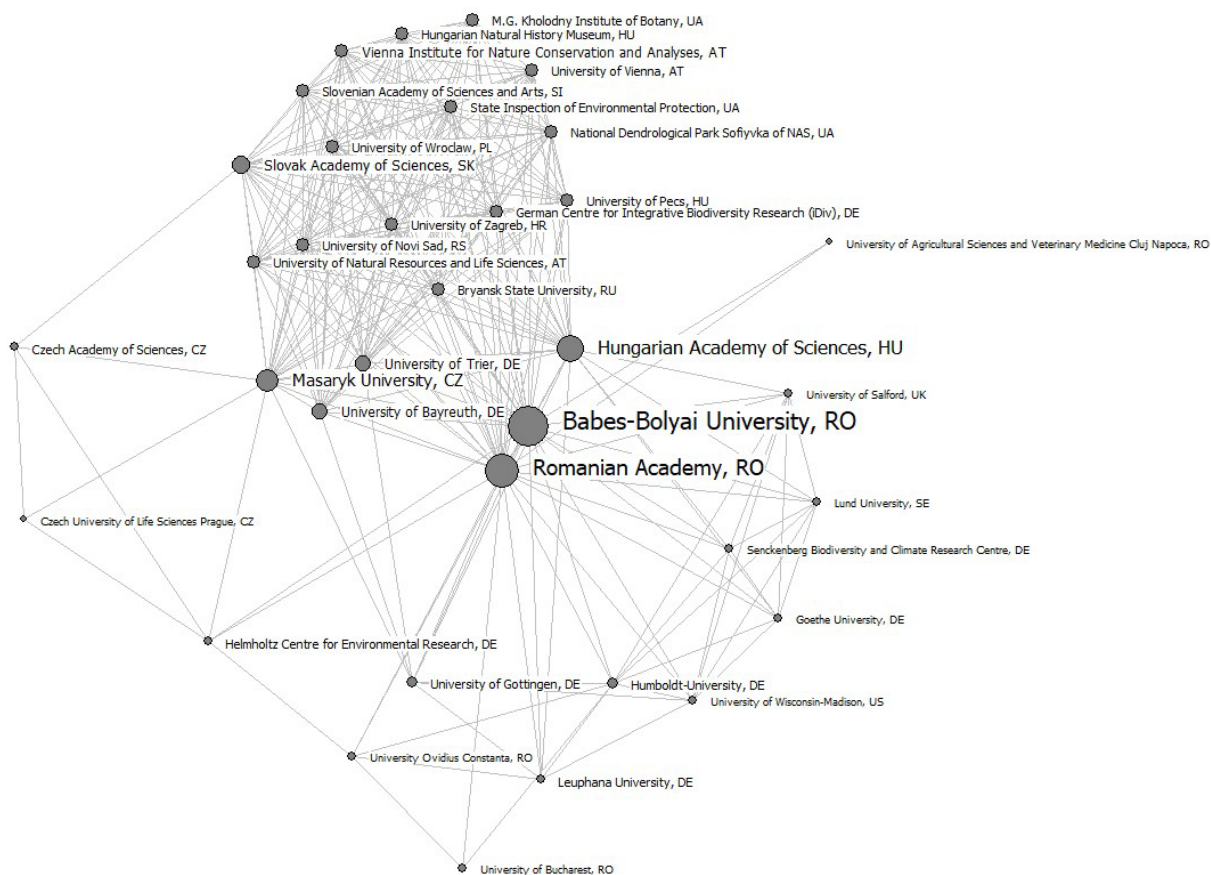 M.G. Kholodny Institute of Botany, UA
Hungarian Natural History Museum, HU
Vienna Institute for Nature Conservation and Analyses, AT
University of Vienna, AT
Slovenian Academy of Sciences and Arts, SI
State Inspection of Environmental Protection, UA
National Dendrological Park Sofiyvka of NAS, UA
University of Wroclaw, PL
Slovak Academy of Sciences, SK
University of Pecs, HU
German Centre for Integrative Biodiversity Research (iDiv), DE
University of Zagreb, HR
University of Novi Sad, RS
University of Agricultural Sciences and Veterinary Medicine Cluj Napoca, RO
University of Natural Resources and Life Sciences, AT
Bryansk State University, RU
Czech Academy of Sciences, CZ
Hungarian Academy of Sciences, HU
University of Trier, DE
Masaryk University, CZ
University of Salford, UK
University of Bayreuth, DE
Babes-Bolyai University, RO
Romanian Academy, RO
Lund University, SE
Czech University of Life Sciences Prague, CZ
Senckenberg Biodiversity and Climate Research Centre, DE
Goethe University, DE
Helmholtz Centre for Environmental Research, DE
University of Gottingen, DE
Humboldt-University, DE
University of Wisconsin-Madison, US
University Ovidius Constanta, RO
Leuphana University, DE
University of Bucharest, RO